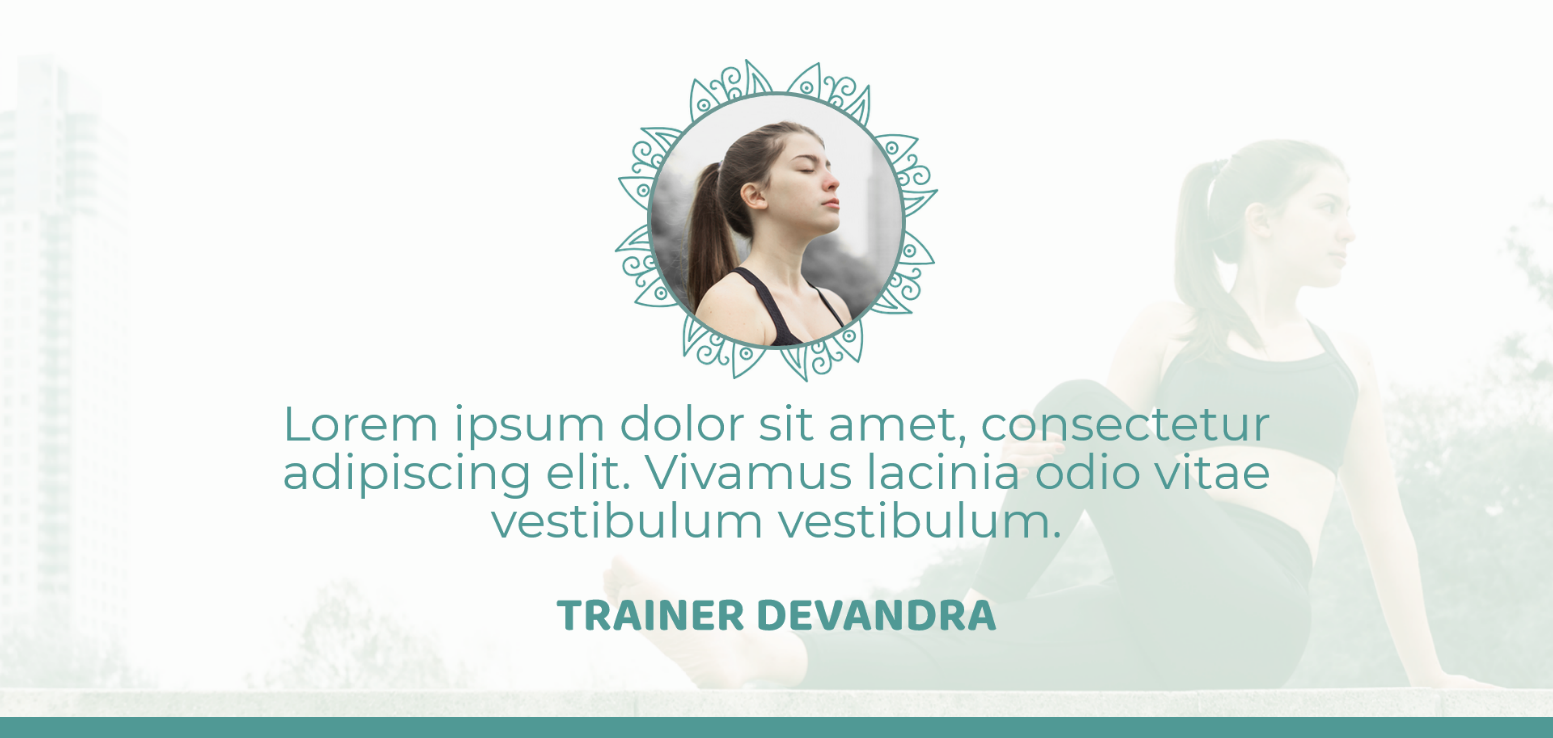 Lorem ipsum dolor sit amet, consectetur
adipiscing elit. Vivamus lacinia odio vitae
vestibulum vestibulum.
TRAINER DEVANDRA